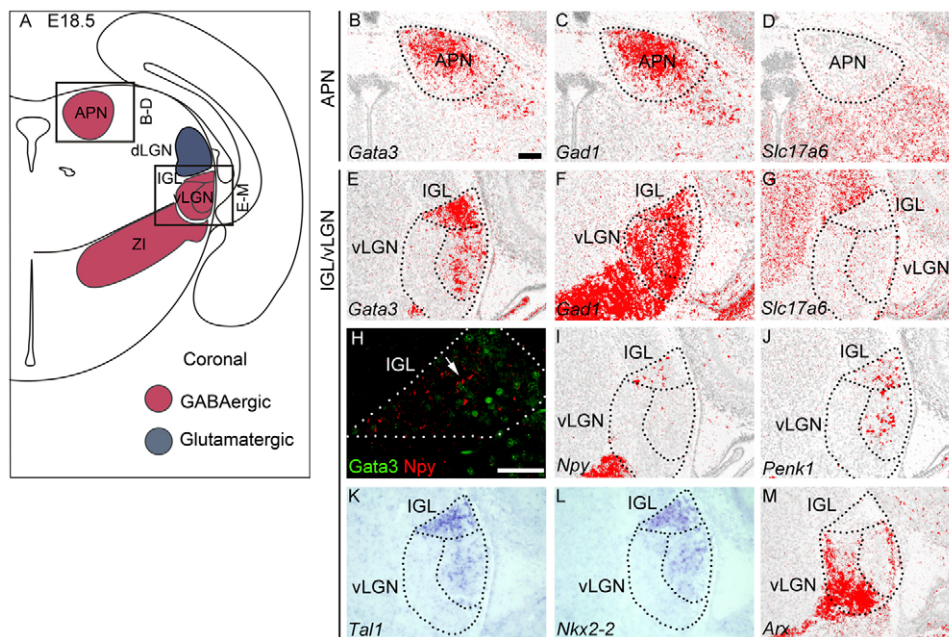 A E18.5
APN
B-D
dLGN
IGL
vLGN
E-M
ZI
Coronal
GABAergic
Glutamatergic
APN
B
APN
Gata3
C
APN
Gad1
D
APN
Slc17a6
IGL/vLGN
E
IGL
vLGN
Gata3
F
IGL
vLGN
Gad1
G
IGL
vLGN
Slc17a6
H
IGL
Gata3 Npy
I
IGL
vLGN
Npy
J
IGL
vLGN
Penk1
K
IGL
vLGN
Tal1
L
IGL
vLGN
Nkx2-2
M
IGL
vLGN
Arx